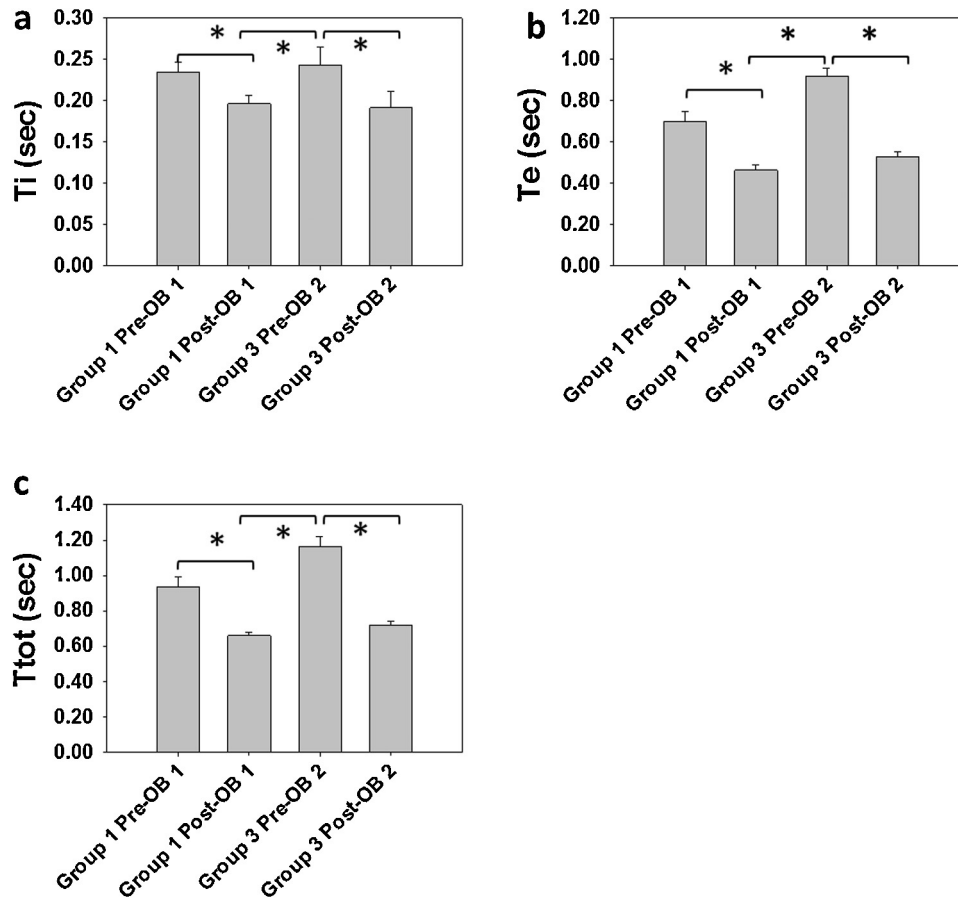 a
Ti (sec)
0.30
0.25
0.20
0.15
0.10
0.05
0.00
*
*
*
Group 1 Pre-OB 1
Group 1 Post-OB 1
Group 3 Pre-OB 2
Group 3 Post-OB 2
b
Te (sec)
1.20
1.00
0.80
0.60
0.40
0.20
0.00
*
*
*
Group 1 Pre-OB 1
Group 1 Post-OB 1
Group 3 Pre-OB 2
Group 3 Post-OB 2
c
Ttot (sec)
1.40
1.20
1.00
0.80
0.60
0.40
0.20
0.00
*
*
*
Group 1 Pre-OB 1
Group 1 Post-OB 1
Group 3 Pre-OB 2
Group 3 Post-OB 2